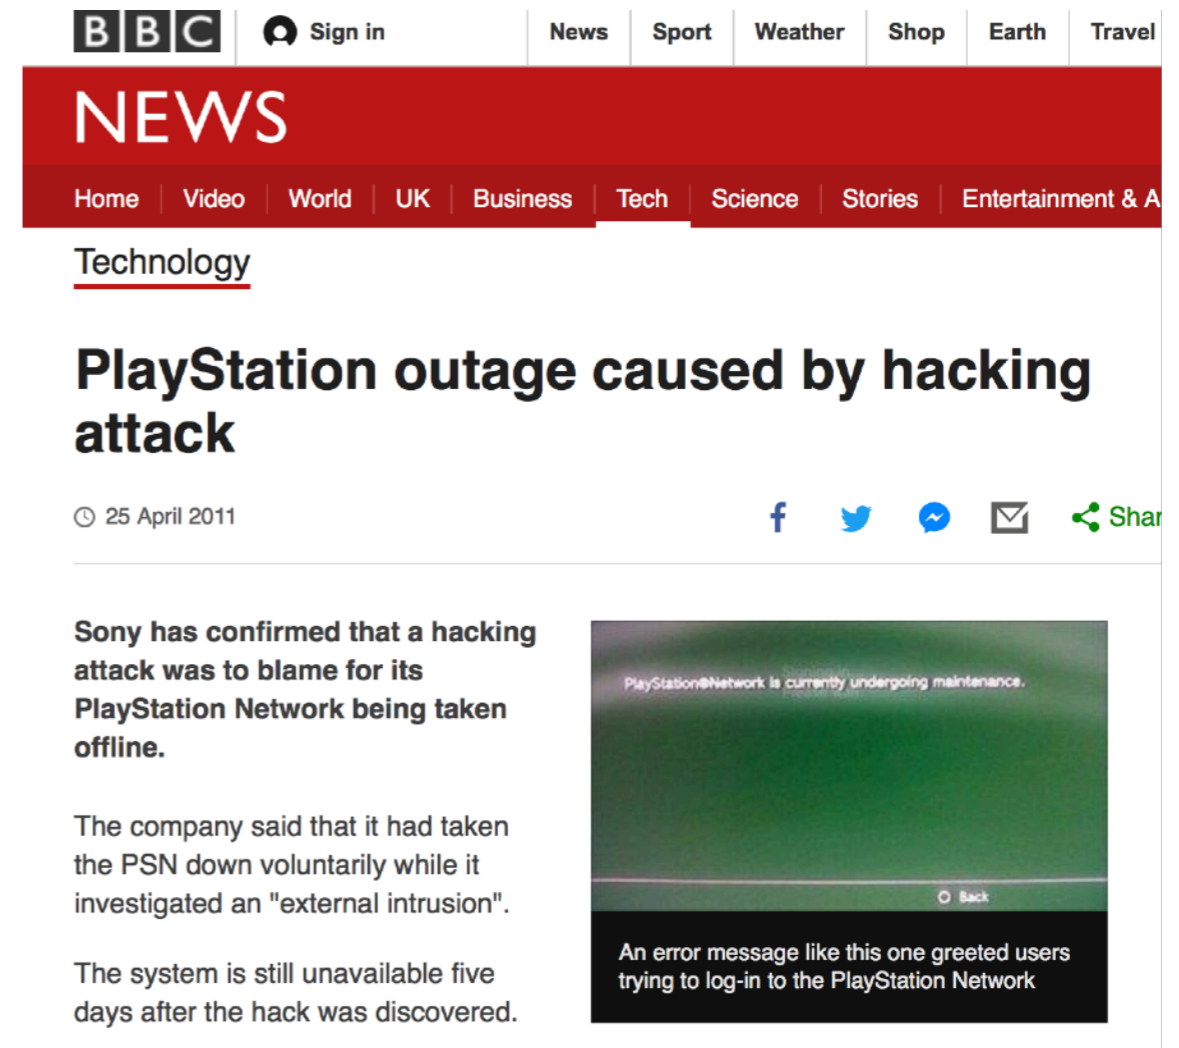 BBC Sign in News Sport Weather Shop Earth Travel
NEWS
Home Video World UK Business Tech Science Stories Entertainment & A
Technology
PlayStation outage caused by hacking
attack
25 April 2011
Shar
Sony has confirmed that a hacking
attack was to blame for its
PlayStation Network being taken
offline.
The company said that it had taken
the PSN down voluntarily while it
investigated an "external intrusion".
The system is still unavailable five
days after the hack was discovered.
Signing in
PlayStation®Network is currently undergoing maintenance.
Back
An error message like this one greeted users
trying to log-in to the PlayStation Network